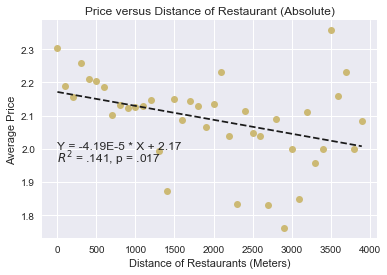 Price versus Distance of Restaurant (Absolute)
Average Price
2.3
2.2
2.1
2.0
1.9
1.8
Y = -4.19E-5 * X + 2.17
R² = .141, p = .017
0 500 1000 1500 2000 2500 3000 3500 4000
Distance of Restaurants (Meters)